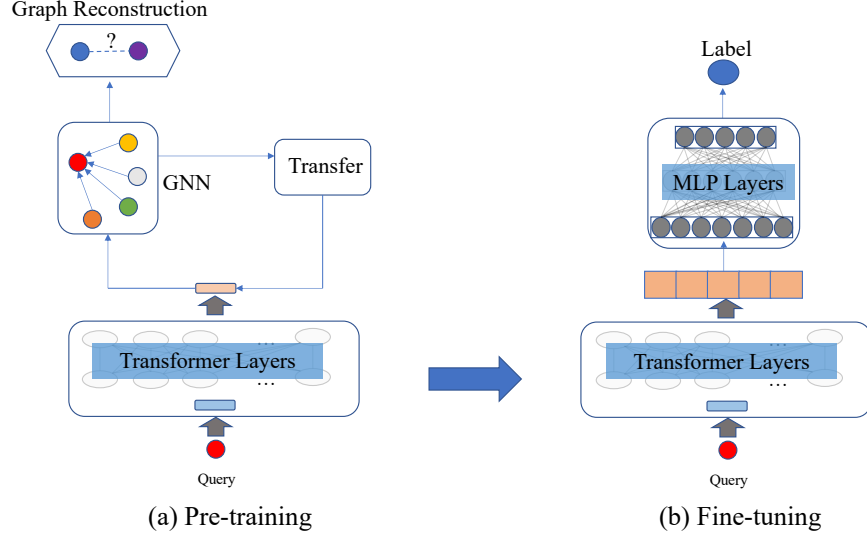 Graph Reconstruction
?
GNN
Transfer
Transformer Layers
...
...
Query
(a) Pre-training
Label
MLP Layers
Transformer Layers
...
...
Query
(b) Fine-tuning